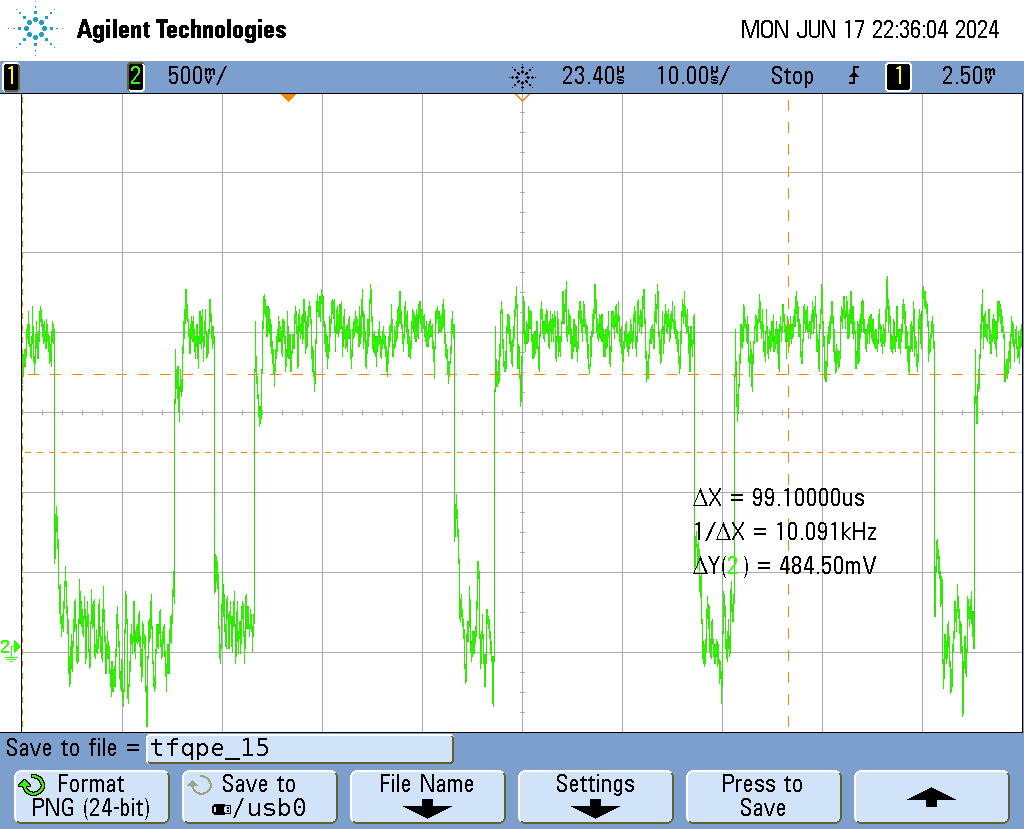 Agilent Technologies MON JUN 17 22:36:04 2024
1 2 500mV/ 23.40us 10.00us/ Stop 1 2.50V
ΔX = 99.10000us
1/ΔX = 10.091kHz
ΔY(2) = 484.50mV
2
Save to file = tfqpe_15
Format Save to File Name Settings Press to
PNG (24-bit) /usb0 Save